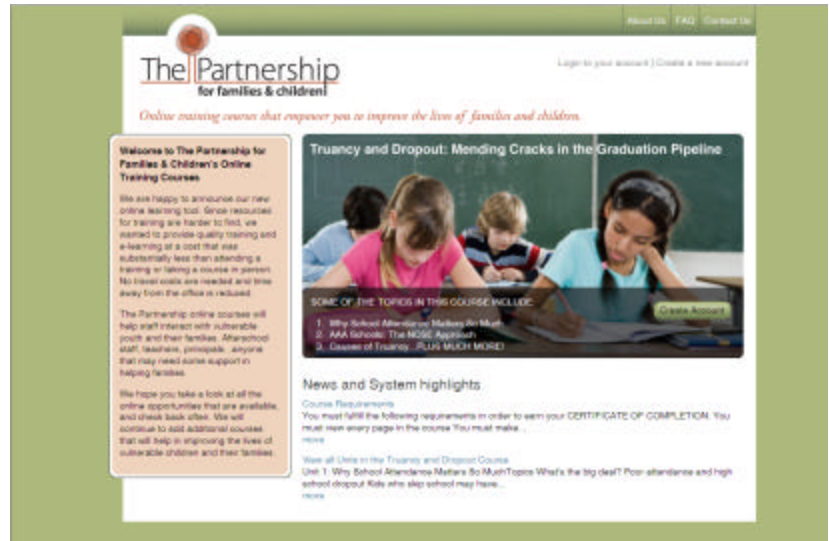 About Us FAQ Contact Us
The Partnership
for families & children
Login to your account | Create a new account
Online training courses that empower you to improve the lives of families and children.
Welcome to The Partnership for
Families & Children's Online
Training Courses
We are happy to announce our new
online learning tool. Since resources
for training are harder to find, we
wanted to provide quality training and
e-learning at a cost that was
substantially less than attending a
training or taking a course in person.
No travel costs are needed and time
away from the office is reduced.
The Partnership online courses will
help staff interact with vulnerable
youth and their families. Afterschool
staff, teachers, principals...anyone
that may need some support in
helping families.
We hope you take a look at all the
online opportunities that are available,
and check back often. We will
continue to add additional courses
that will help in improving the lives of
vulnerable children and their families.
Truancy and Dropout: Mending Cracks in the Graduation Pipeline
SOME OF THE TOPICS IN THIS COURSE INCLUDE:
1. Why School Attendance Matters So Much
2. AAA Schools: The NOSE Approach
3. Causes of Truancy...PLUS MUCH MORE!
Create Account
News and System highlights
Course Requirements
You must fulfill the following requirements in order to earn your CERTIFICATE OF COMPLETION. You
must view every page in the course You must make...
more
View all Units in the Truancy and Dropout Course
Unit 1: Why School Attendance Matters So MuchTopics What's the big deal? Poor attendance and high
school dropout Kids who skip school may have...
more